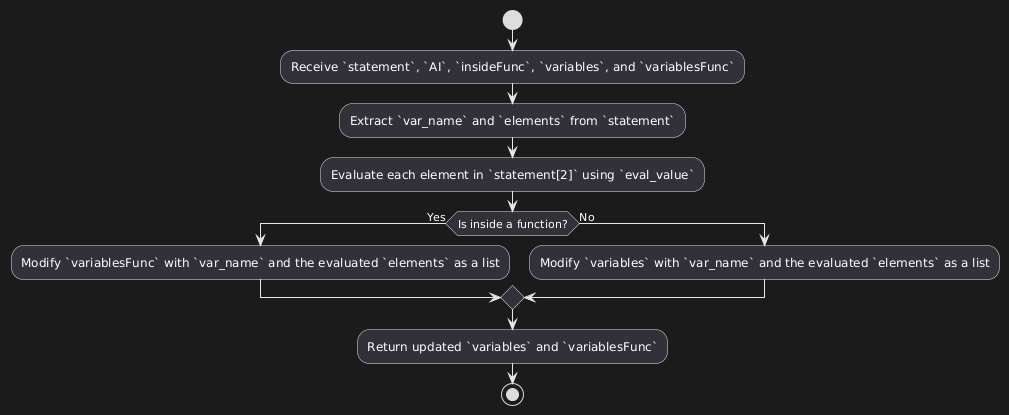 Receive `statement`, `AI`, `insideFunc`, `variables`, and `variablesFunc`
Extract `var_name` and `elements` from `statement`
Evaluate each element in `statement[2]` using `eval_value`
Yes
Is inside a function?
No
Modify `variablesFunc` with `var_name` and the evaluated `elements` as a list
Modify `variables` with `var_name` and the evaluated `elements` as a list
Return updated `variables` and `variablesFunc`